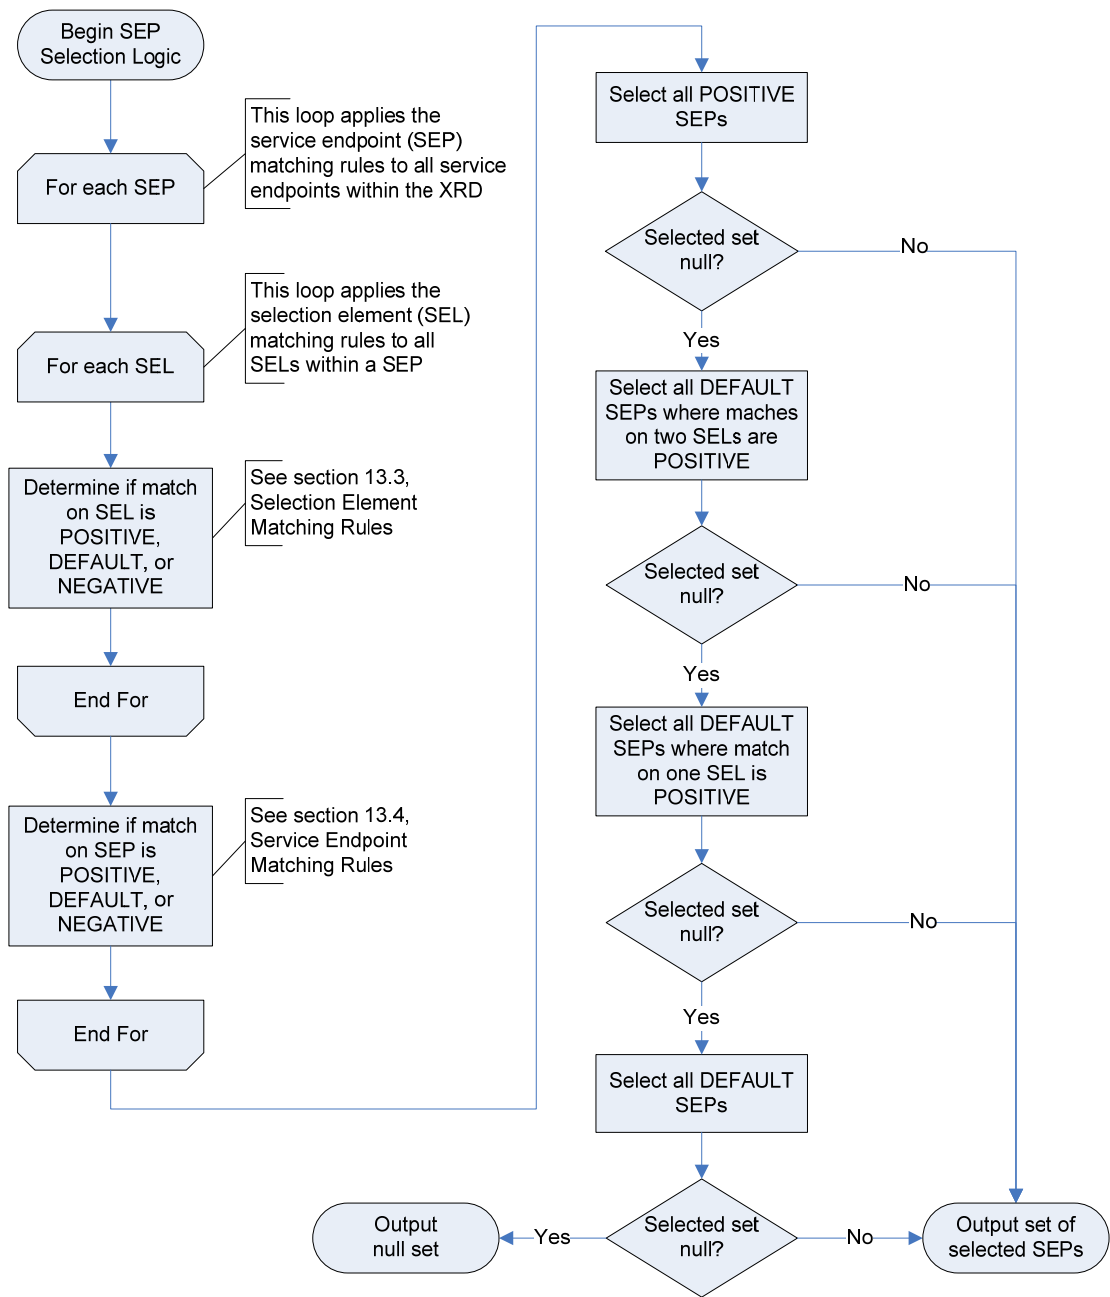 Begin SEP
Selection Logic
This loop applies the
service endpoint (SEP)
matching rules to all service
endpoints within the XRD
For each SEP
This loop applies the
selection element (SEL)
matching rules to all
SELs within a SEP
For each SEL
Determine if match
on SEL is
POSITIVE,
DEFAULT, or
NEGATIVE
See section 13.3,
Selection Element
Matching Rules
End For
Determine if match
on SEP is
POSITIVE,
DEFAULT, or
NEGATIVE
See section 13.4,
Service Endpoint
Matching Rules
End For
Select all POSITIVE
SEPs
Selected set
null?
No
Yes
Select all DEFAULT
SEPs where maches
on two SELs are
POSITIVE
Selected set
null?
No
Yes
Select all DEFAULT
SEPs where match
on one SEL is
POSITIVE
Selected set
null?
No
Yes
Select all DEFAULT
SEPs
Selected set
null?
Yes
No
Output
null set
Output set of
selected SEPs